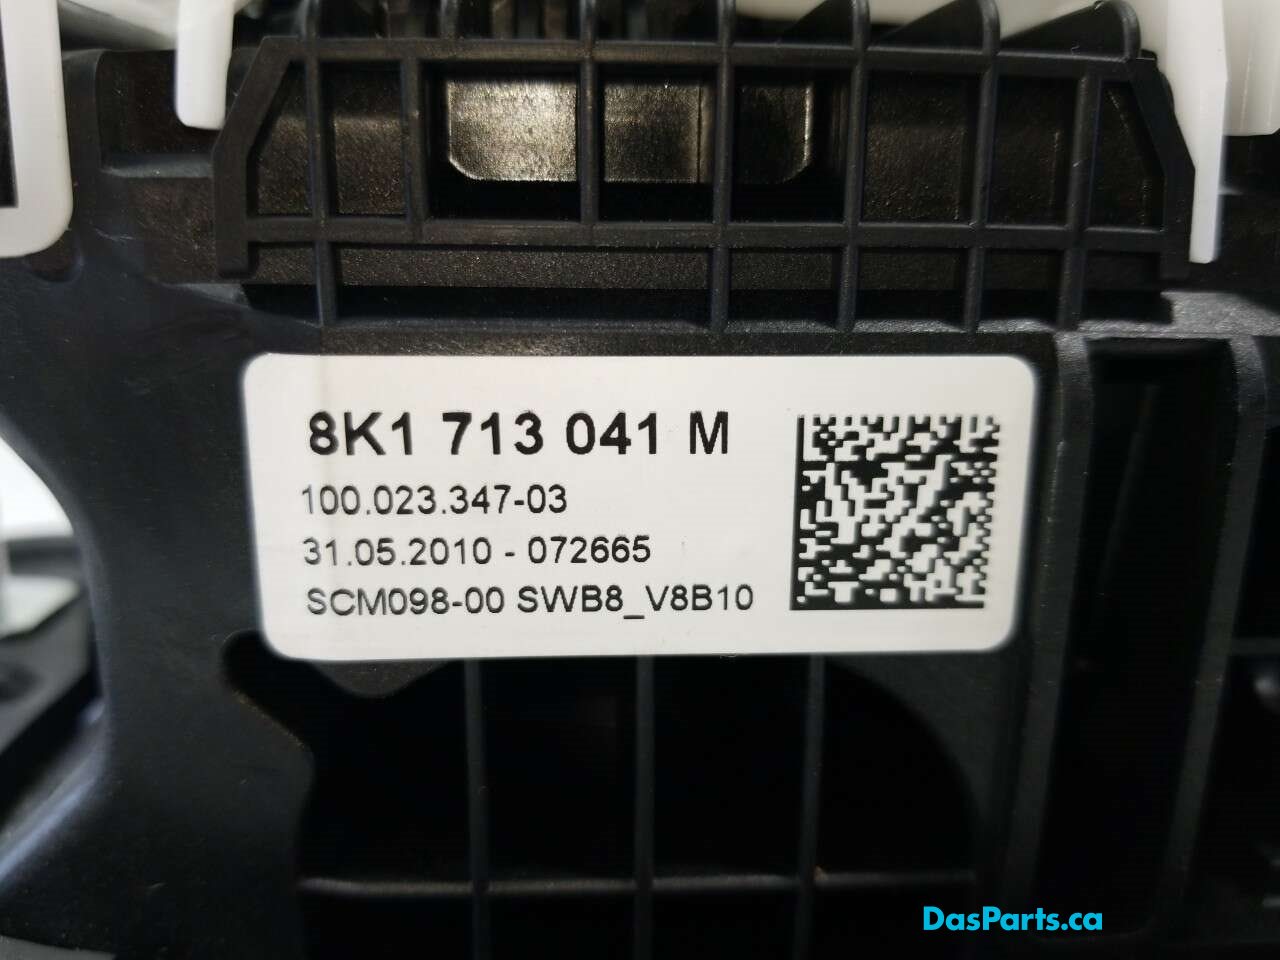 8K1 713 041 M
100.023.347-03
31.05.2010 - 072665
SCM098-00 SWB8_V8B10
DasParts.ca